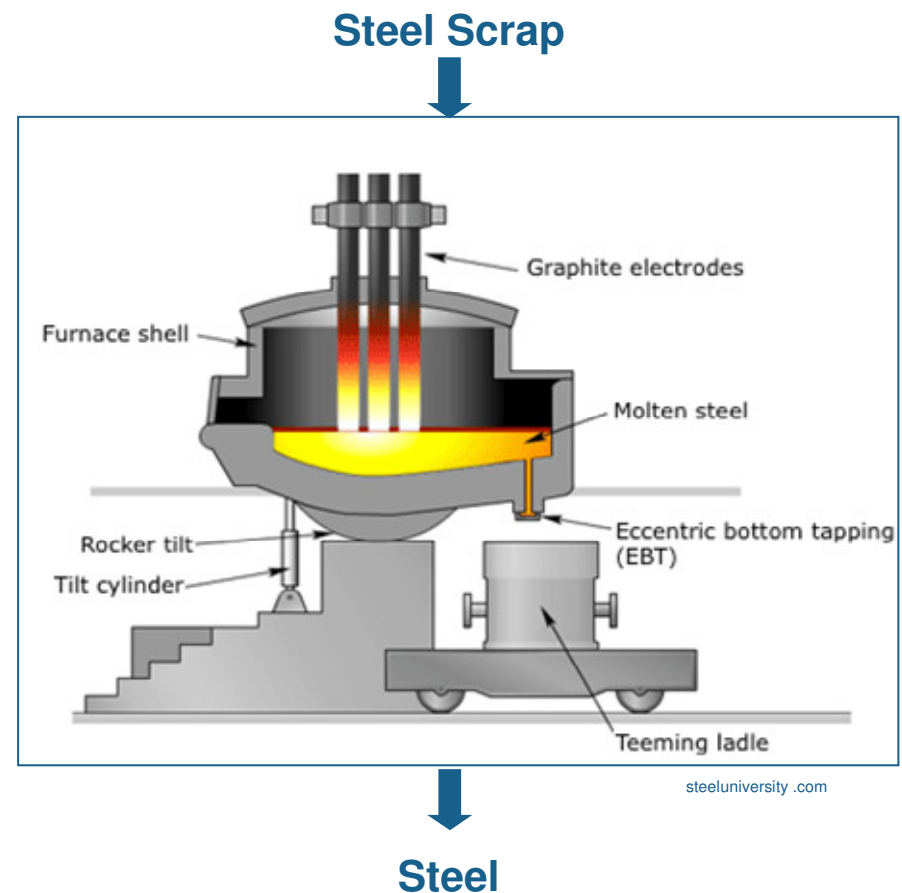 Steel Scrap
Graphite electrodes
Furnace shell
Molten steel
Eccentric bottom tapping
(EBT)
Rocker tilt
Tilt cylinder
Teeming ladle
steeluniversity .com
Steel